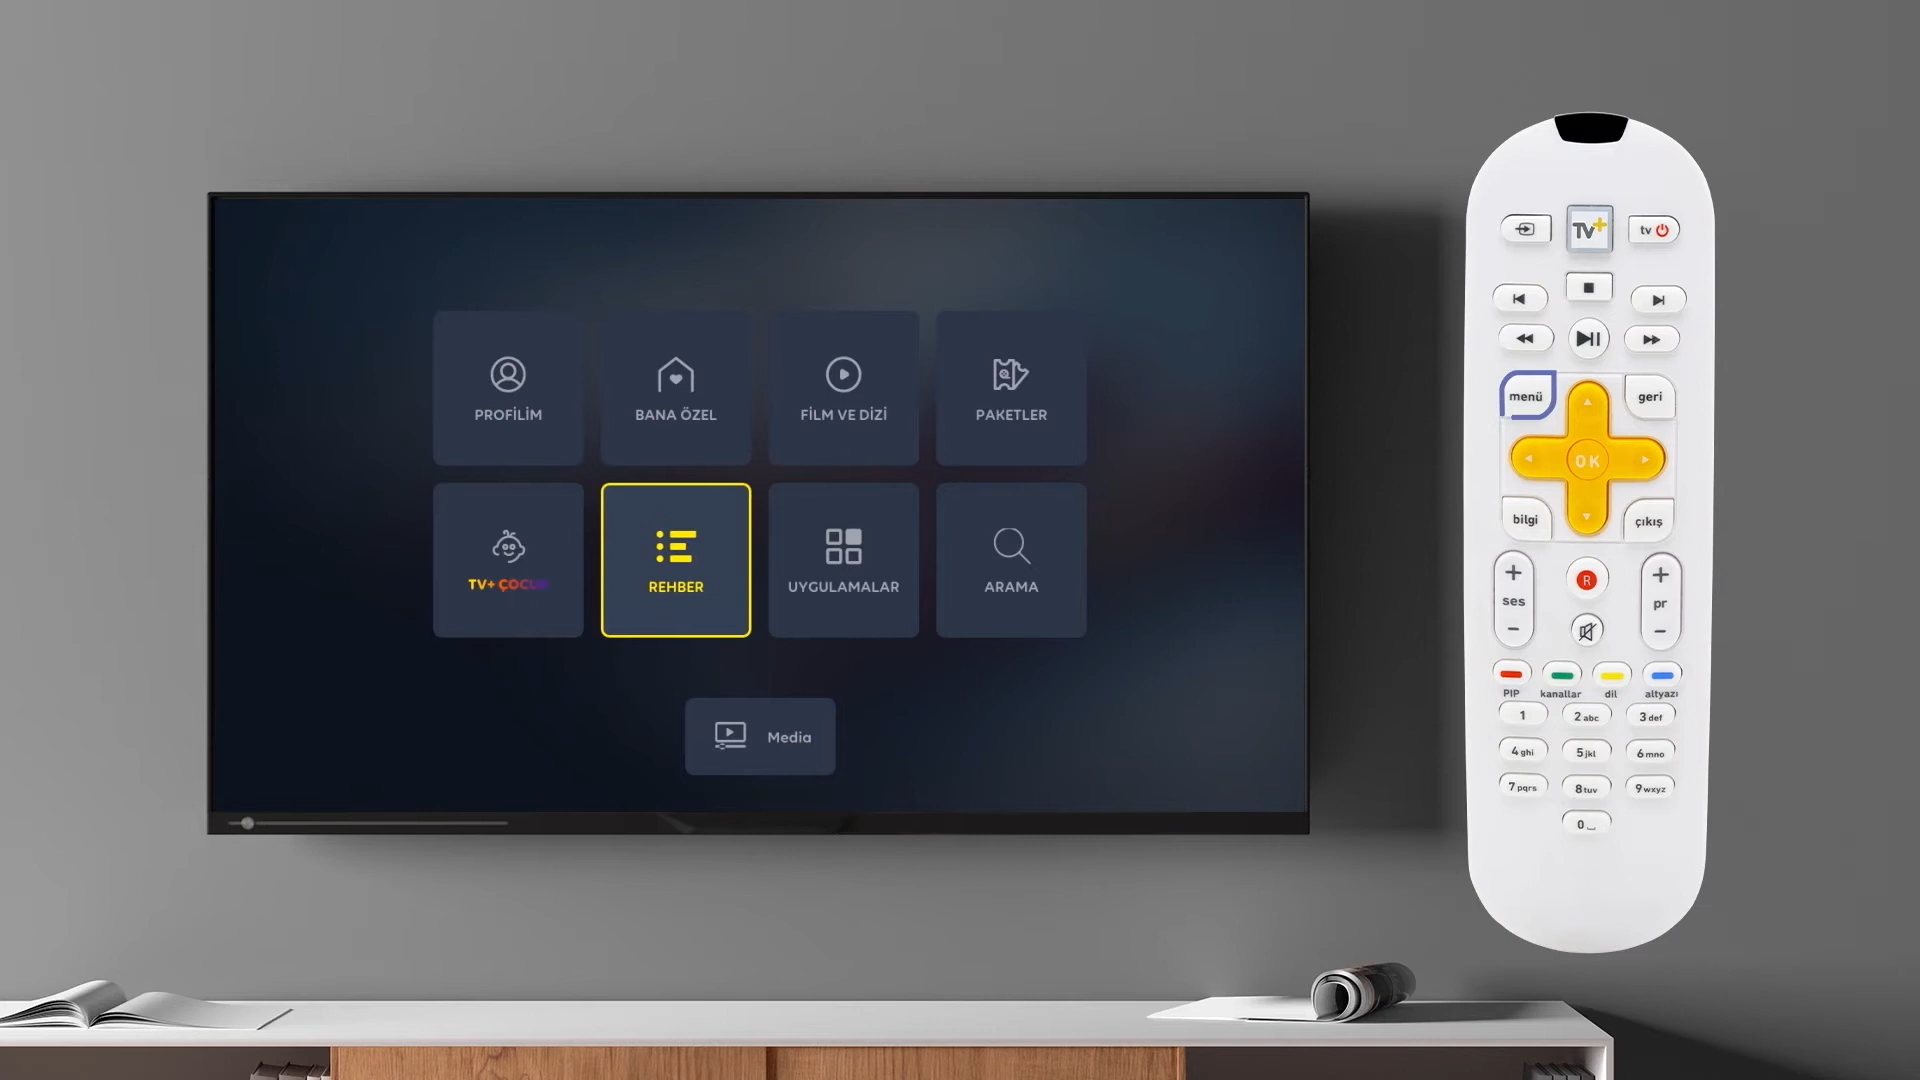 PROFİLİM
BANA ÖZEL
FİLM VE DİZİ
PAKETLER
TV+ ÇOCUK
REHBER
UYGULAMALAR
ARAMA
Media
TV+
tv
menü
geri
OK
bilgi
çıkış
+
+
ses
R
pr
-
-
PIP
kanallar
dil
altyazı
1
2 abc
3 def
4 ghi
5 jkl
6 mno
7 pqrs
8 tuv
9 wxyz
0